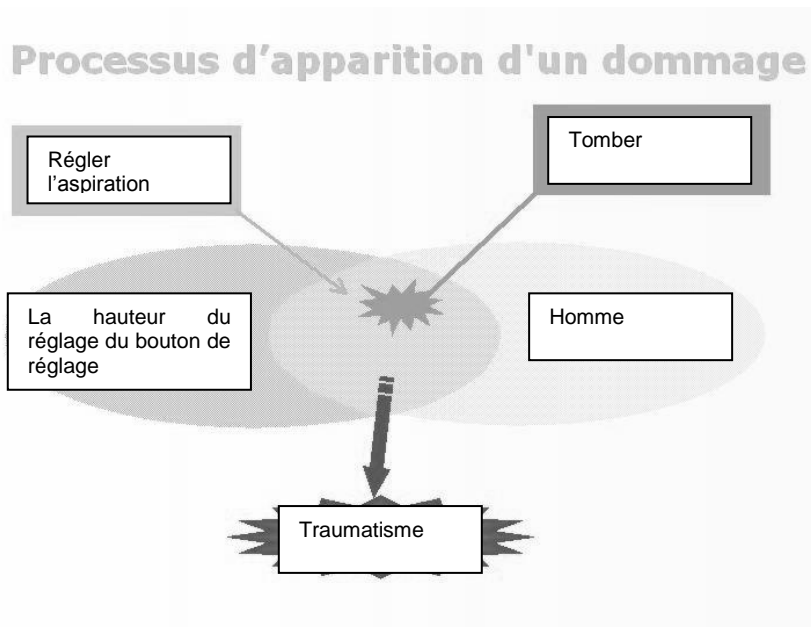 Processus d'apparition d'un dommage
Régler
l'aspiration
Tomber
La hauteur du
réglage du bouton de
réglage
Homme
Traumatisme